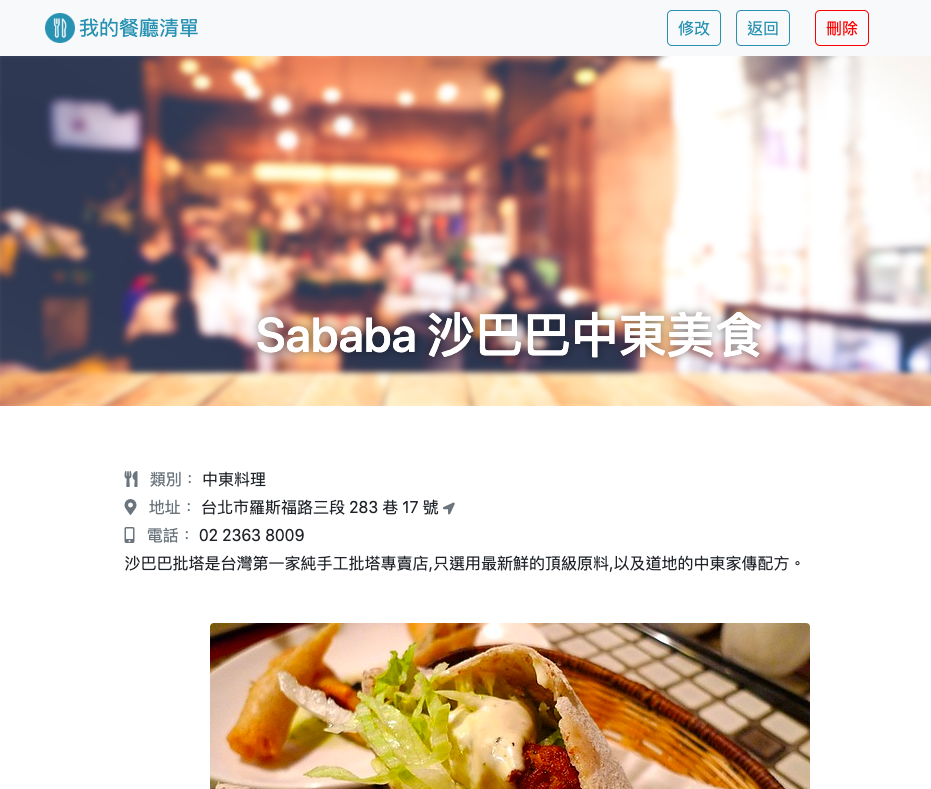 我的餐廳清單
修改 返回 刪除
Sababa 沙巴巴中東美食
類別： 中東料理
地址： 台北市羅斯福路三段 283 巷 17 號
電話： 02 2363 8009
沙巴巴批塔是台灣第一家純手工批塔專賣店,只選用最新鮮的頂級原料,以及道地的中東家傳配方。